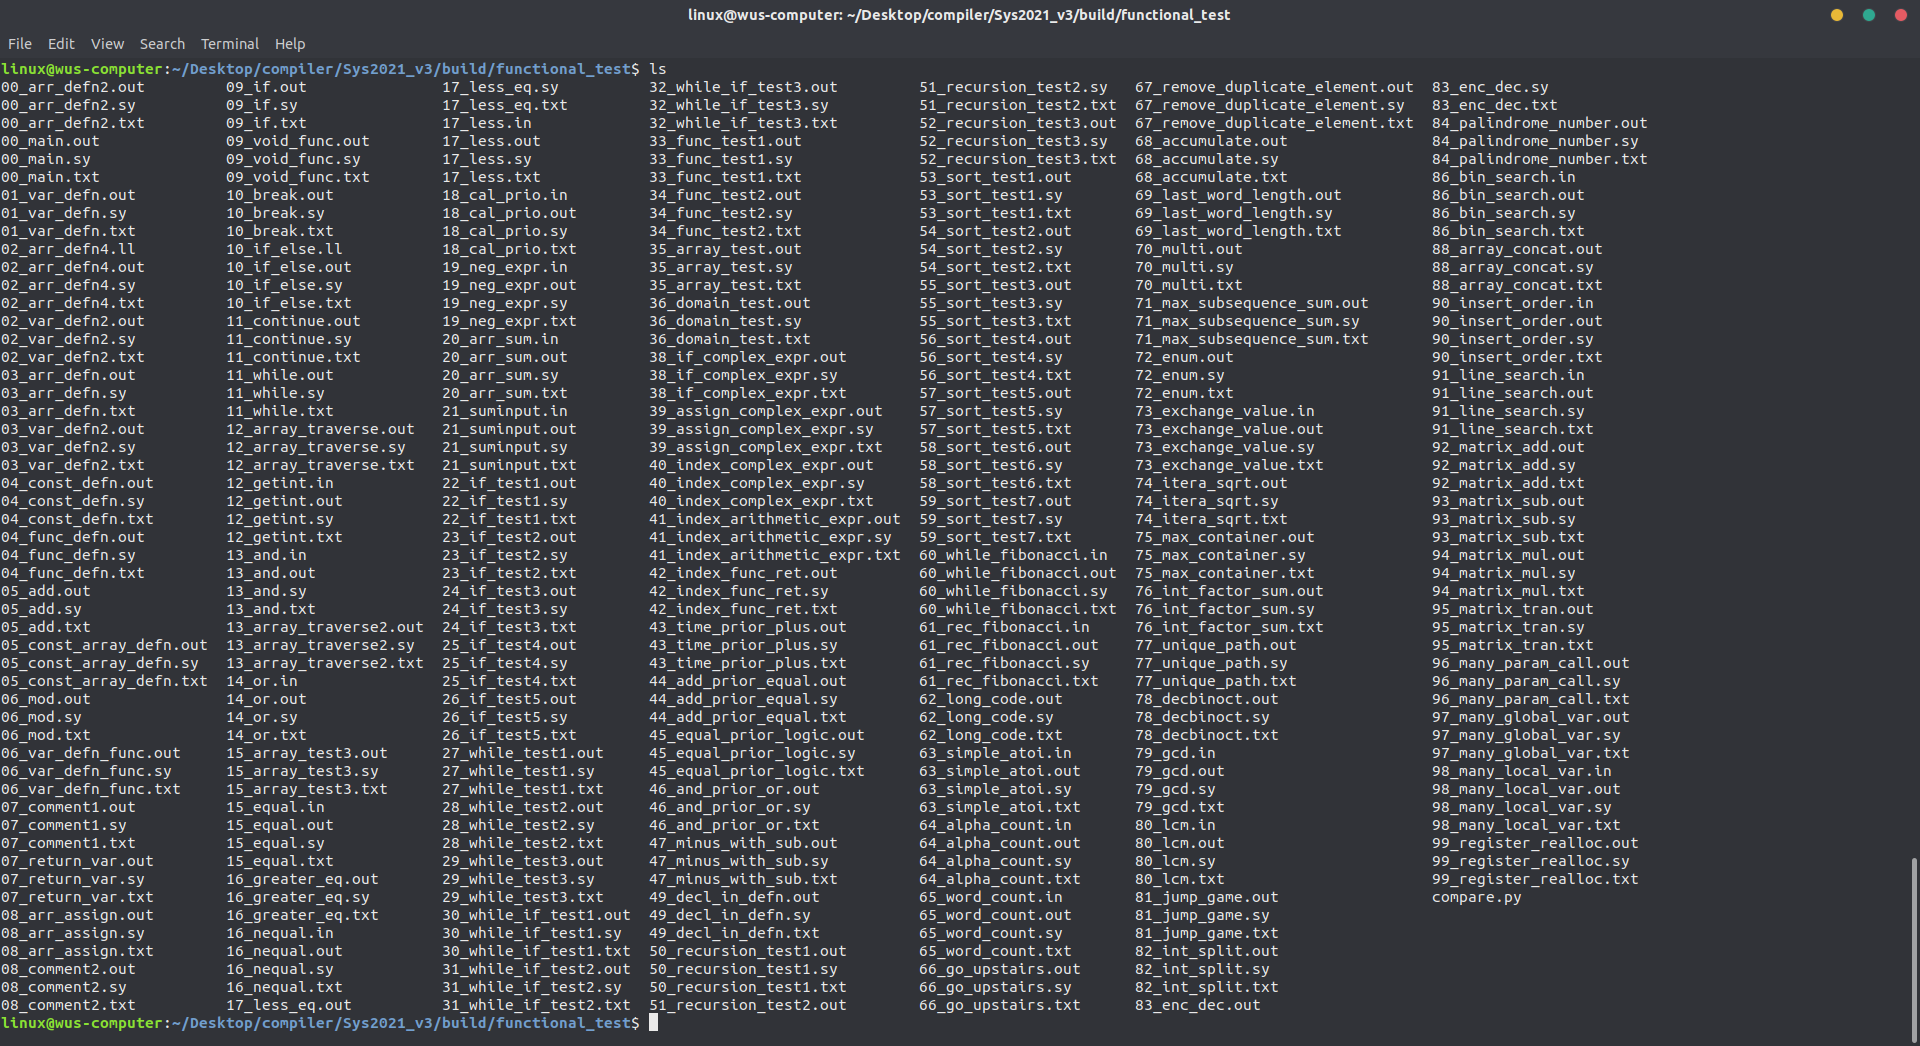 linux@wus-computer: ~/Desktop/compiler/Sys2021_v3/build/functional_test
File Edit View Search Terminal Help
linux@wus-computer:~/Desktop/compiler/Sys2021_v3/build/functional_test$ ls
00_arr_defn2.out 09_if.out 17_less_eq.sy 32_while_if_test3.out 51_recursion_test2.sy 67_remove_duplicate_element.out 83_enc_dec.sy
00_arr_defn2.sy 09_if.sy 17_less_eq.txt 32_while_if_test3.sy 51_recursion_test2.txt 67_remove_duplicate_element.sy 83_enc_dec.txt
00_arr_defn2.txt 09_if.txt 17_less.in 32_while_if_test3.txt 52_recursion_test3.out 67_remove_duplicate_element.txt 84_palindrome_number.out
00_main.out 09_void_func.out 17_less.out 33_func_test1.out 52_recursion_test3.sy 68_accumulate.out 84_palindrome_number.sy
00_main.sy 09_void_func.sy 17_less.sy 33_func_test1.sy 52_recursion_test3.txt 68_accumulate.sy 84_palindrome_number.txt
00_main.txt 09_void_func.txt 17_less.txt 33_func_test1.txt 53_sort_test1.out 68_accumulate.txt 86_bin_search.in
01_var_defn.out 10_break.out 18_cal_prio.in 34_func_test2.out 53_sort_test1.sy 69_last_word_length.out 86_bin_search.out
01_var_defn.sy 10_break.sy 18_cal_prio.out 34_func_test2.sy 53_sort_test1.txt 69_last_word_length.sy 86_bin_search.sy
01_var_defn.txt 10_break.txt 18_cal_prio.sy 34_func_test2.txt 54_sort_test2.out 69_last_word_length.txt 86_bin_search.txt
02_arr_defn4.ll 10_if_else.ll 18_cal_prio.txt 35_array_test.out 54_sort_test2.sy 70_multi.out 88_array_concat.out
02_arr_defn4.out 10_if_else.out 19_neg_expr.in 35_array_test.sy 54_sort_test2.txt 70_multi.sy 88_array_concat.sy
02_arr_defn4.sy 10_if_else.sy 19_neg_expr.out 35_array_test.txt 55_sort_test3.out 70_multi.txt 88_array_concat.txt
02_arr_defn4.txt 10_if_else.txt 19_neg_expr.sy 36_domain_test.out 55_sort_test3.sy 71_max_subsequence_sum.out 90_insert_order.in
02_var_defn2.out 11_continue.out 19_neg_expr.txt 36_domain_test.sy 55_sort_test3.txt 71_max_subsequence_sum.sy 90_insert_order.out
02_var_defn2.sy 11_continue.sy 20_arr_sum.in 36_domain_test.txt 56_sort_test4.out 71_max_subsequence_sum.txt 90_insert_order.sy
02_var_defn2.txt 11_continue.txt 20_arr_sum.out 38_if_complex_expr.out 56_sort_test4.sy 72_enum.out 90_insert_order.txt
03_arr_defn.out 11_while.out 20_arr_sum.sy 38_if_complex_expr.sy 56_sort_test4.txt 72_enum.sy 91_line_search.in
03_arr_defn.sy 11_while.sy 20_arr_sum.txt 38_if_complex_expr.txt 57_sort_test5.out 72_enum.txt 91_line_search.out
03_arr_defn.txt 11_while.txt 21_suminput.in 39_assign_complex_expr.out 57_sort_test5.sy 73_exchange_value.in 91_line_search.sy
03_var_defn2.out 12_array_traverse.out 21_suminput.out 39_assign_complex_expr.sy 57_sort_test5.txt 73_exchange_value.out 91_line_search.txt
03_var_defn2.sy 12_array_traverse.sy 21_suminput.sy 39_assign_complex_expr.txt 58_sort_test6.out 73_exchange_value.sy 92_matrix_add.out
03_var_defn2.txt 12_array_traverse.txt 21_suminput.txt 40_index_complex_expr.out 58_sort_test6.sy 73_exchange_value.txt 92_matrix_add.sy
04_const_defn.out 12_getint.in 22_if_test1.out 40_index_complex_expr.sy 58_sort_test6.txt 74_itera_sqrt.out 92_matrix_add.txt
04_const_defn.sy 12_getint.out 22_if_test1.sy 40_index_complex_expr.txt 59_sort_test7.out 74_itera_sqrt.sy 93_matrix_sub.out
04_const_defn.txt 12_getint.sy 22_if_test1.txt 41_index_arithmetic_expr.out 59_sort_test7.sy 74_itera_sqrt.txt 93_matrix_sub.sy
04_func_defn.out 12_getint.txt 23_if_test2.out 41_index_arithmetic_expr.sy 59_sort_test7.txt 75_max_container.out 93_matrix_sub.txt
04_func_defn.sy 13_and.in 23_if_test2.sy 41_index_arithmetic_expr.txt 60_while_fibonacci.in 75_max_container.sy 94_matrix_mul.out
04_func_defn.txt 13_and.out 23_if_test2.txt 42_index_func_ret.out 60_while_fibonacci.out 75_max_container.txt 94_matrix_mul.sy
05_add.out 13_and.sy 24_if_test3.out 42_index_func_ret.sy 60_while_fibonacci.sy 76_int_factor_sum.out 94_matrix_mul.txt
05_add.sy 13_and.txt 24_if_test3.sy 42_index_func_ret.txt 60_while_fibonacci.txt 76_int_factor_sum.sy 95_matrix_tran.out
05_add.txt 13_array_traverse2.out 24_if_test3.txt 43_time_prior_plus.out 61_rec_fibonacci.in 76_int_factor_sum.txt 95_matrix_tran.sy
05_const_array_defn.out 13_array_traverse2.sy 25_if_test4.out 43_time_prior_plus.sy 61_rec_fibonacci.out 77_unique_path.out 95_matrix_tran.txt
05_const_array_defn.sy 13_array_traverse2.txt 25_if_test4.sy 43_time_prior_plus.txt 61_rec_fibonacci.sy 77_unique_path.sy 96_many_param_call.out
05_const_array_defn.txt 14_or.in 25_if_test4.txt 44_add_prior_equal.out 61_rec_fibonacci.txt 77_unique_path.txt 96_many_param_call.sy
06_mod.out 14_or.out 26_if_test5.out 44_add_prior_equal.sy 62_long_code.out 78_decbinoct.out 96_many_param_call.txt
06_mod.sy 14_or.sy 26_if_test5.sy 44_add_prior_equal.txt 62_long_code.sy 78_decbinoct.sy 97_many_global_var.out
06_mod.txt 14_or.txt 26_if_test5.txt 45_equal_prior_logic.out 62_long_code.txt 78_decbinoct.txt 97_many_global_var.sy
06_var_defn_func.out 15_array_test3.out 27_while_test1.out 45_equal_prior_logic.sy 63_simple_atoi.in 79_gcd.in 97_many_global_var.txt
06_var_defn_func.sy 15_array_test3.sy 27_while_test1.sy 45_equal_prior_logic.txt 63_simple_atoi.out 79_gcd.out 98_many_local_var.in
06_var_defn_func.txt 15_array_test3.txt 27_while_test1.txt 46_and_prior_or.out 63_simple_atoi.sy 79_gcd.sy 98_many_local_var.out
07_comment1.out 15_equal.in 28_while_test2.out 46_and_prior_or.sy 63_simple_atoi.txt 79_gcd.txt 98_many_local_var.sy
07_comment1.sy 15_equal.out 28_while_test2.sy 46_and_prior_or.txt 64_alpha_count.in 80_lcm.in 98_many_local_var.txt
07_comment1.txt 15_equal.sy 28_while_test2.txt 47_minus_with_sub.out 64_alpha_count.out 80_lcm.out 99_register_realloc.out
07_return_var.out 15_equal.txt 29_while_test3.out 47_minus_with_sub.sy 64_alpha_count.sy 80_lcm.sy 99_register_realloc.sy
07_return_var.sy 16_greater_eq.out 29_while_test3.sy 47_minus_with_sub.txt 64_alpha_count.txt 80_lcm.txt 99_register_realloc.txt
07_return_var.txt 16_greater_eq.sy 29_while_test3.txt 49_decl_in_defn.out 65_word_count.in 81_jump_game.out compare.py
08_arr_assign.out 16_greater_eq.txt 30_while_if_test1.out 49_decl_in_defn.sy 65_word_count.out 81_jump_game.sy
08_arr_assign.sy 16_nequal.in 30_while_if_test1.sy 49_decl_in_defn.txt 65_word_count.sy 81_jump_game.txt
08_arr_assign.txt 16_nequal.out 30_while_if_test1.txt 50_recursion_test1.out 65_word_count.txt 82_int_split.out
08_comment2.out 16_nequal.sy 31_while_if_test2.out 50_recursion_test1.sy 66_go_upstairs.out 82_int_split.sy
08_comment2.sy 16_nequal.txt 31_while_if_test2.sy 50_recursion_test1.txt 66_go_upstairs.sy 82_int_split.txt
08_comment2.txt 17_less_eq.out 31_while_if_test2.txt 51_recursion_test2.out 66_go_upstairs.txt 83_enc_dec.out
linux@wus-computer:~/Desktop/compiler/Sys2021_v3/build/functional_test$